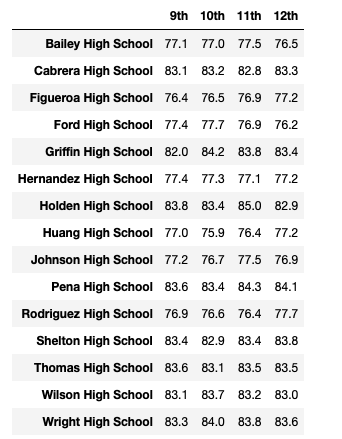 9th 10th 11th 12th
Bailey High School 77.1 77.0 77.5 76.5
Cabrera High School 83.1 83.2 82.8 83.3
Figueroa High School 76.4 76.5 76.9 77.2
Ford High School 77.4 77.7 76.9 76.2
Griffin High School 82.0 84.2 83.8 83.4
Hernandez High School 77.4 77.3 77.1 77.2
Holden High School 83.8 83.4 85.0 82.9
Huang High School 77.0 75.9 76.4 77.2
Johnson High School 77.2 76.7 77.5 76.9
Pena High School 83.6 83.4 84.3 84.1
Rodriguez High School 76.9 76.6 76.4 77.7
Shelton High School 83.4 82.9 83.4 83.8
Thomas High School 83.6 83.1 83.5 83.5
Wilson High School 83.1 83.7 83.2 83.0
Wright High School 83.3 84.0 83.8 83.6